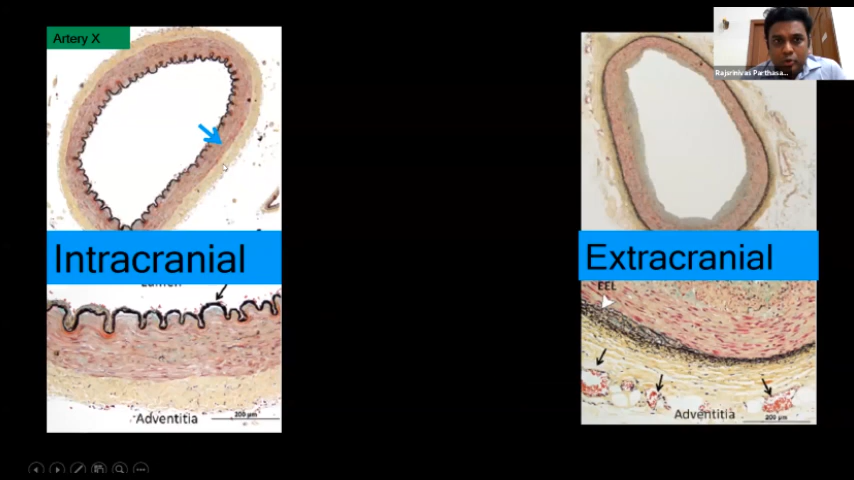 Artery X
Rajsrinivas Parthasa...
Intracranial
Extracranial
Lumen
EEL
Adventitia
200 µm
Adventitia
200 µm